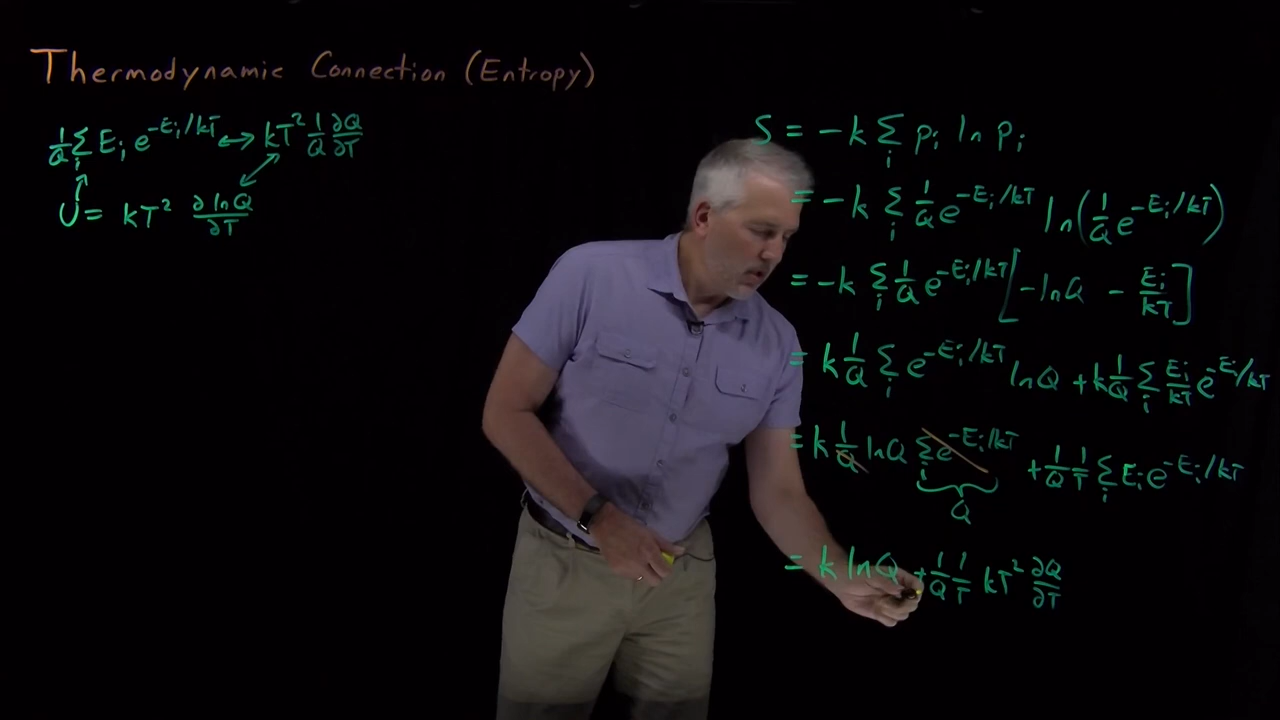 Thermodynamic Connection (Entropy)
1/Q Σ_i E_i e^{-E_i/kT} ↔ kT² 1/Q ∂Q/∂T
U = kT² ∂lnQ/∂T
S = -k Σ_i p_i ln p_i
= -k Σ_i 1/Q e^{-E_i/kT} ln(1/Q e^{-E_i/kT})
= -k Σ_i 1/Q e^{-E_i/kT} [-lnQ - E_i/kT]
= k 1/Q Σ_i e^{-E_i/kT} lnQ + k 1/Q Σ_i E_i/kT e^{-E_i/kT}
= k 1/Q lnQ Σ_i e^{-E_i/kT} + 1/Q 1/T Σ_i E_i e^{-E_i/kT}
Q
= k lnQ + 1/Q 1/T kT² ∂Q/∂T